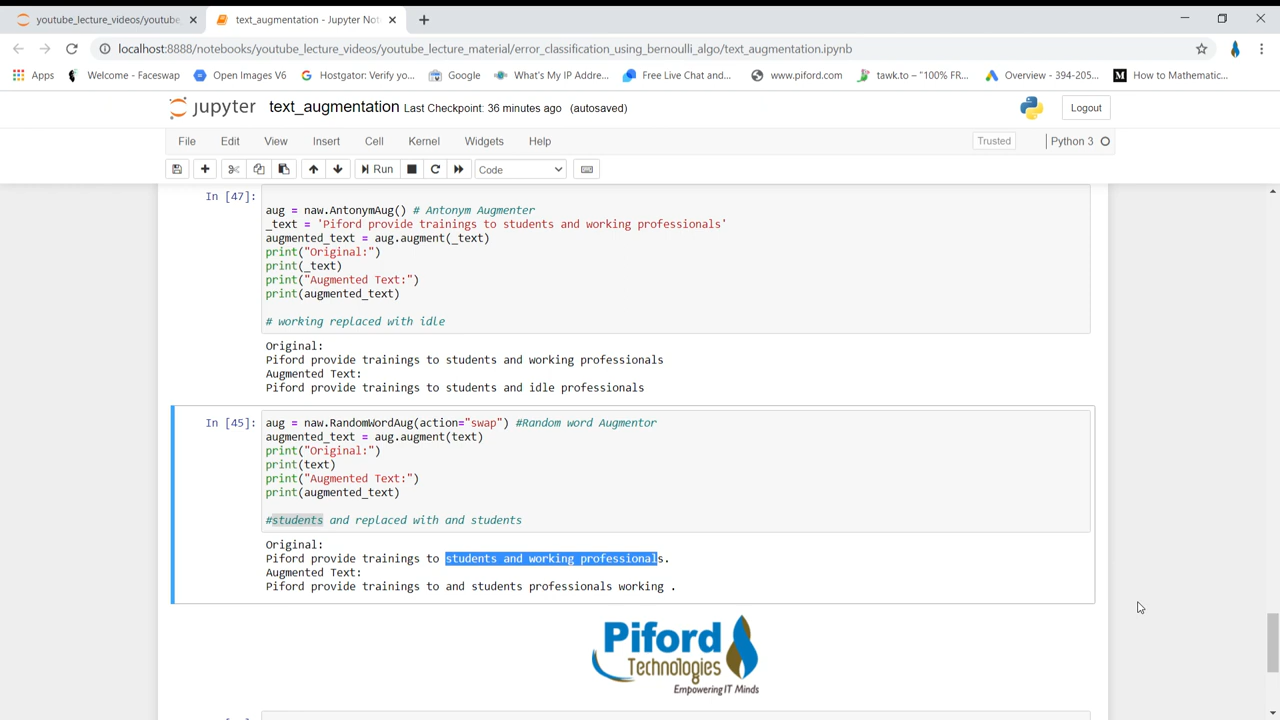 youtube_lecture_videos/youtube
text_augmentation - Jupyter Not
localhost:8888/notebooks/youtube_lecture_videos/youtube_lecture_material/error_classification_using_bernoulli_algo/text_augmentation.ipynb
Apps Welcome - Faceswap Open Images V6 Hostgator: Verify yo... Google What's My IP Addre... Free Live Chat and... www.piford.com tawk.to – "100% FR... Overview - 394-205... M How to Mathematic...
jupyter text_augmentation Last Checkpoint: 36 minutes ago (autosaved) Logout
File Edit View Insert Cell Kernel Widgets Help Trusted Python 3
Run Code
In [47]:
aug = naw.AntonymAug() # Antonym Augmenter
_text = 'Piford provide trainings to students and working professionals'
augmented_text = aug.augment(_text)
print("Original:")
print(_text)
print("Augmented Text:")
print(augmented_text)
# working replaced with idle
Original:
Piford provide trainings to students and working professionals
Augmented Text:
Piford provide trainings to students and idle professionals
In [45]: aug = naw.RandomWordAug(action="swap") #Random word Augmentor
augmented_text = aug.augment(text)
print("Original:")
print(text)
print("Augmented Text:")
print(augmented_text)
#students and replaced with and students
Original:
Piford provide trainings to students and working professionals.
Augmented Text:
Piford provide trainings to and students professionals working .
Piford
Technologies
Empowering IT Minds